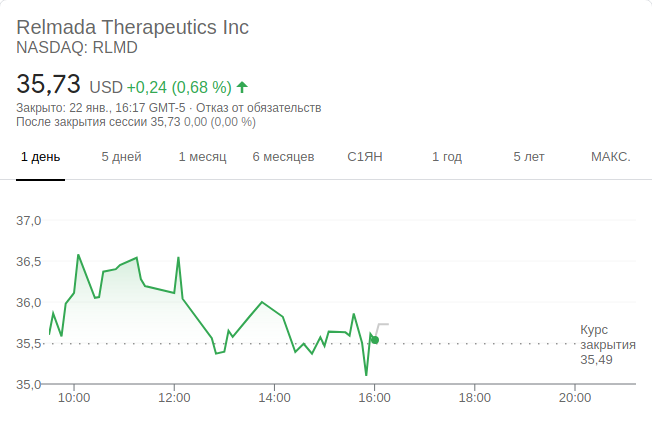 Relmada Therapeutics Inc
NASDAQ: RLMD
35,73 USD +0,24 (0,68 %)
Закрыто: 22 янв., 16:17 GMT-5 · Отказ от обязательств
После закрытия сессии 35,73 0,00 (0,00 %)
1 день 5 дней 1 месяц 6 месяцев С1ЯН 1 год 5 лет МАКС.
37,0
36,5
36,0
35,5
35,0
Курс
закрытия
35,49
10:00 12:00 14:00 16:00 18:00 20:00